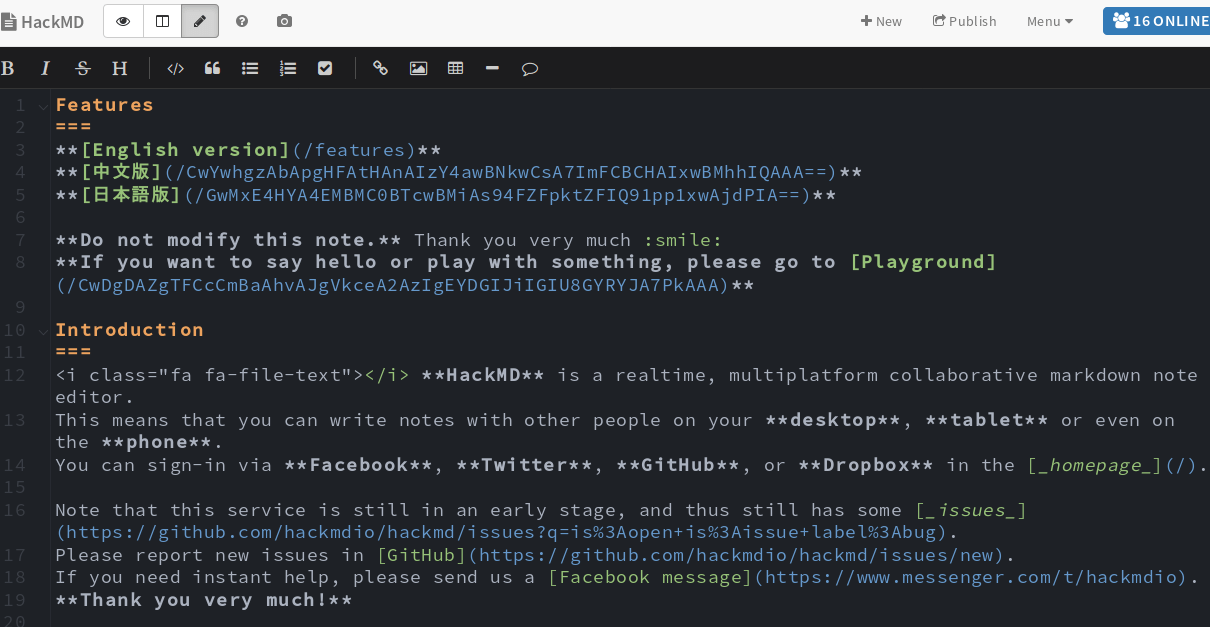 HackMD
New Publish Menu 16 ONLINE
B I S H
1 Features
2 ===
3 **[English version](/features)**
4 **[中文版](/CwYwhgzAbApgHFAtHAnAIzY4awBNkwCsA7ImFCBCHAIxwBMhhIQAAA==)**
5 **[日本語版](/GwMxE4HYA4EMBMC0BTcwBMiAs94FZFpktZFIQ91pp1xwAjdPIA==)**
6
7 **Do not modify this note.** Thank you very much :smile:
8 **If you want to say hello or play with something, please go to [Playground]
(/CwDgDAZgTFCcCmBaAhvAJgVkceA2AzIgEYDGIJiIGIU8GYRYJA7PkAAA)**
9
10 Introduction
11 ===
12 <i class="fa fa-file-text"></i> **HackMD** is a realtime, multiplatform collaborative markdown note
editor.
13 This means that you can write notes with other people on your **desktop**, **tablet** or even on
the **phone**.
14 You can sign-in via **Facebook**, **Twitter**, **GitHub**, or **Dropbox** in the [_homepage_](/).
15
16 Note that this service is still in an early stage, and thus still has some [_issues_]
(https://github.com/hackmdio/hackmd/issues?q=is%3Aopen+is%3Aissue+label%3Abug).
17 Please report new issues in [GitHub](https://github.com/hackmdio/hackmd/issues/new).
18 If you need instant help, please send us a [Facebook message](https://www.messenger.com/t/hackmdio).
19 **Thank you very much!**
20